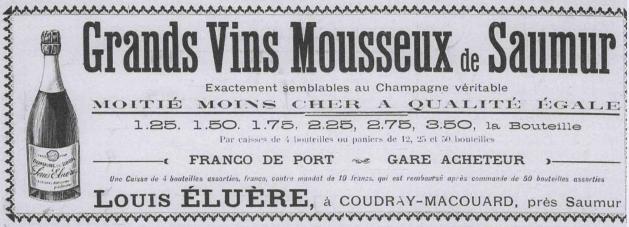 Grands Vins Mousseux de Saumur
Exactement semblables au Champagne véritable
MOITIÉ MOINS CHER A QUALITÉ ÉGALE
1.25. 1.50. 1.75, 2.25, 2.75, 3.50, la Bouteille
Par caisses de 4 bouteilles ou paniers de 12, 25 et 50 bouteilles
FRANCO DE PORT GARE ACHETEUR
Une Caisse de 4 bouteilles assorties, franco, contre mandat de 10 francs, qui est remboursé après commande de 50 bouteilles assorties
LOUIS ÉLUÈRE, à COUDRAY-MACOUARD, près Saumur
Louis Éluère